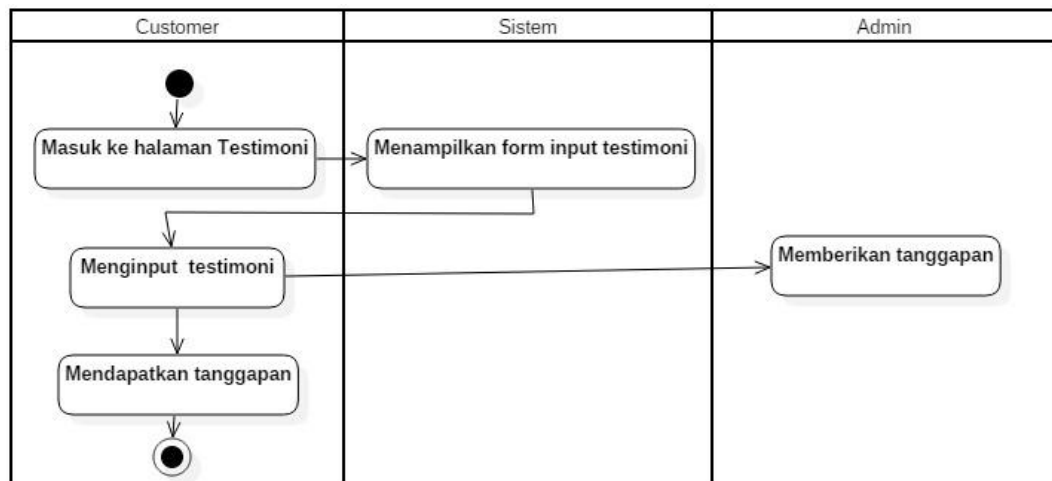 Customer
Sistem
Admin
Masuk ke halaman Testimoni
Menampilkan form input testimoni
Menginput testimoni
Memberikan tanggapan
Mendapatkan tanggapan